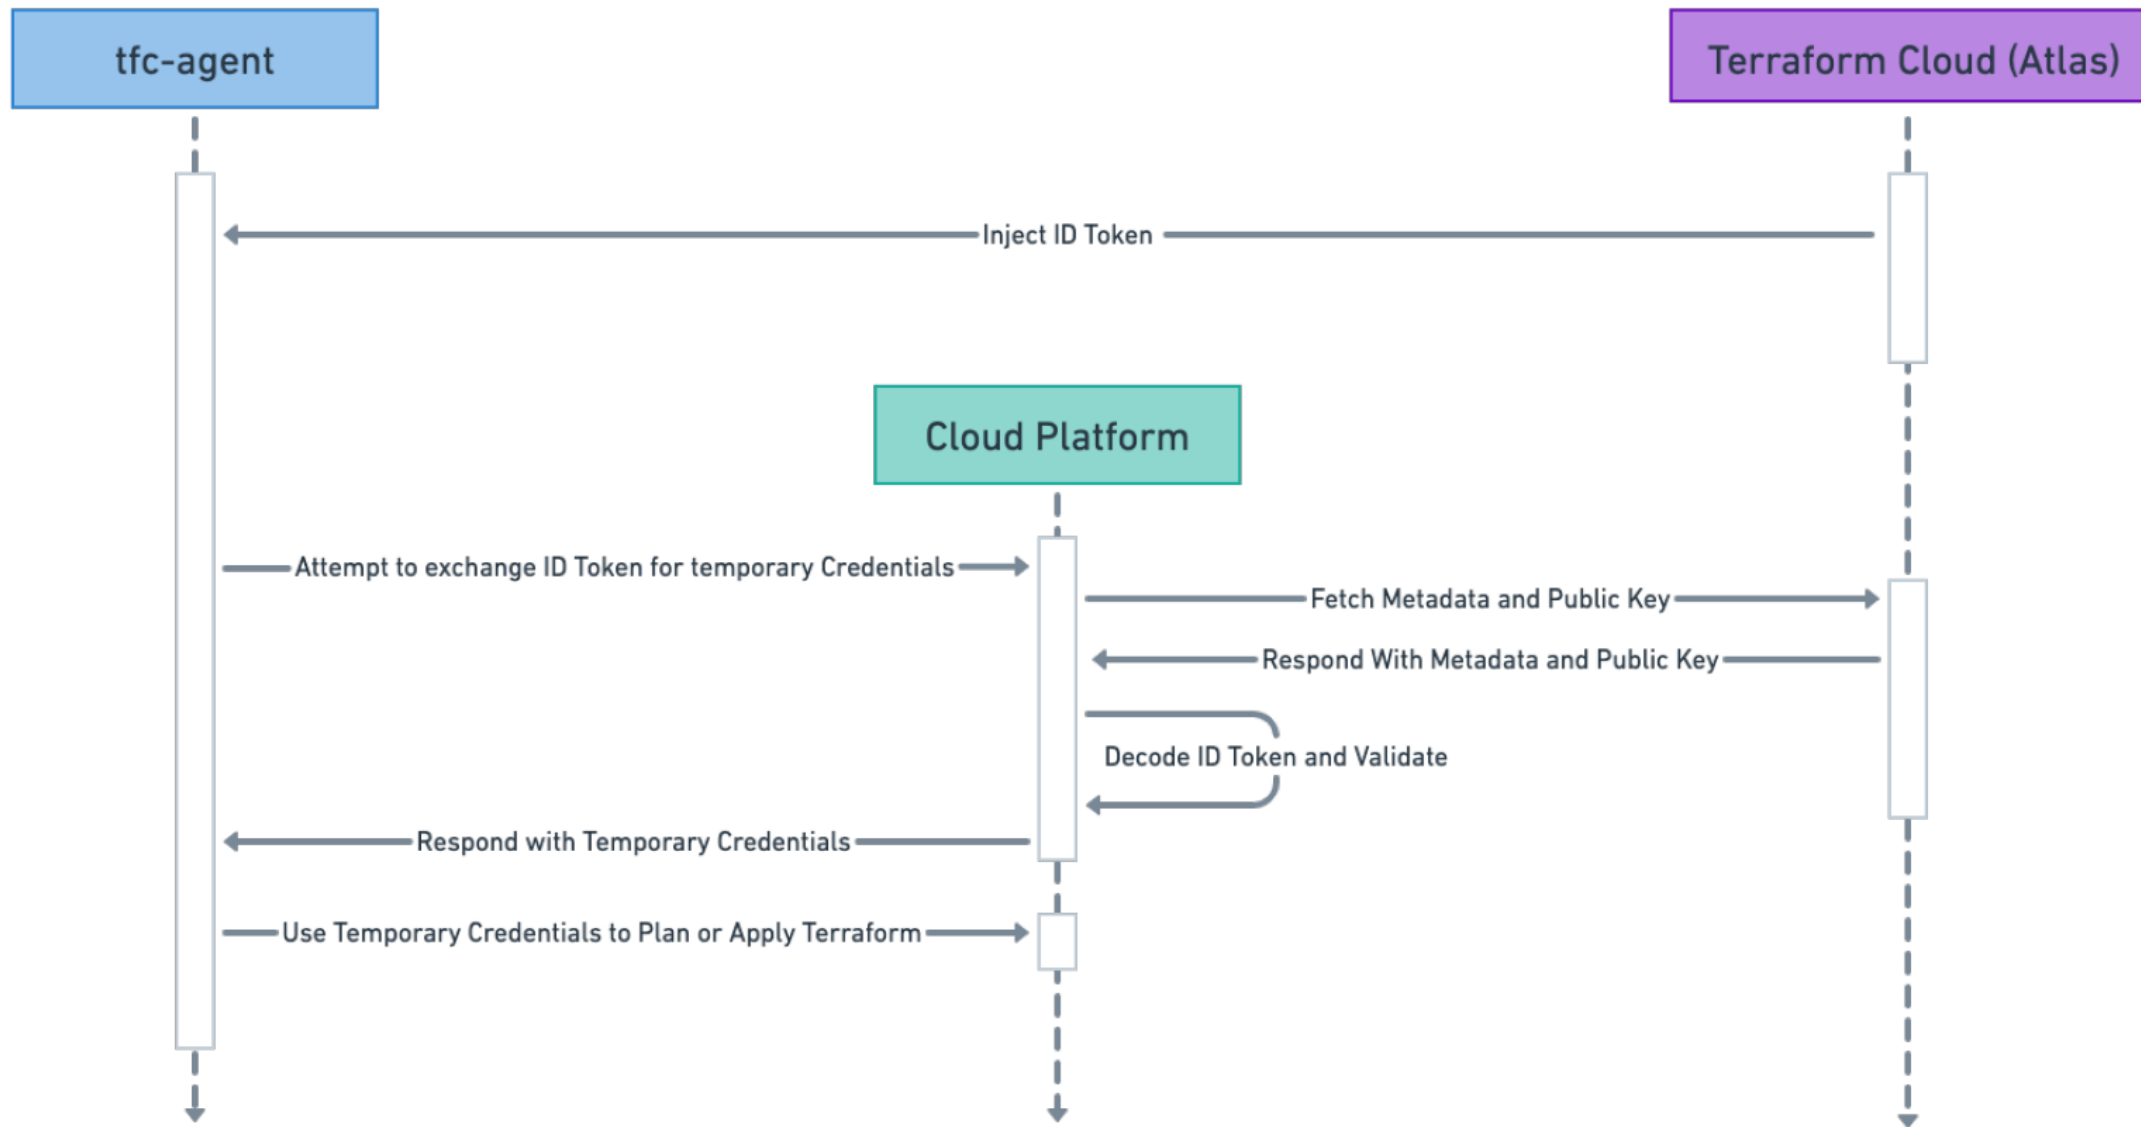 tfc-agent
Terraform Cloud (Atlas)
Inject ID Token
Cloud Platform
Attempt to exchange ID Token for temporary Credentials
Fetch Metadata and Public Key
Respond With Metadata and Public Key
Decode ID Token and Validate
Respond with Temporary Credentials
Use Temporary Credentials to Plan or Apply Terraform